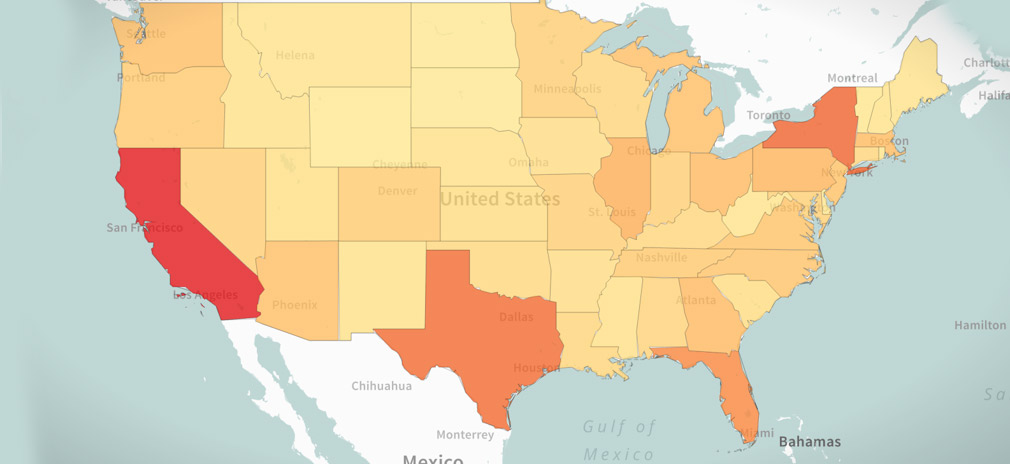 Seattle
Helena
Portland
Montreal
Charlott
Halifa
Minneapolis
Toronto
Boston
Chicago
Cheyenne
Omaha
New York
Denver
United States
St. Louis
Washington
San Francisco
Nashville
Los Angeles
Phoenix
Atlanta
Dallas
Hamilton
Houston
Chihuahua
Sa
Gulf of
Mexico
Miami
Bahamas
Monterrey
Mexico